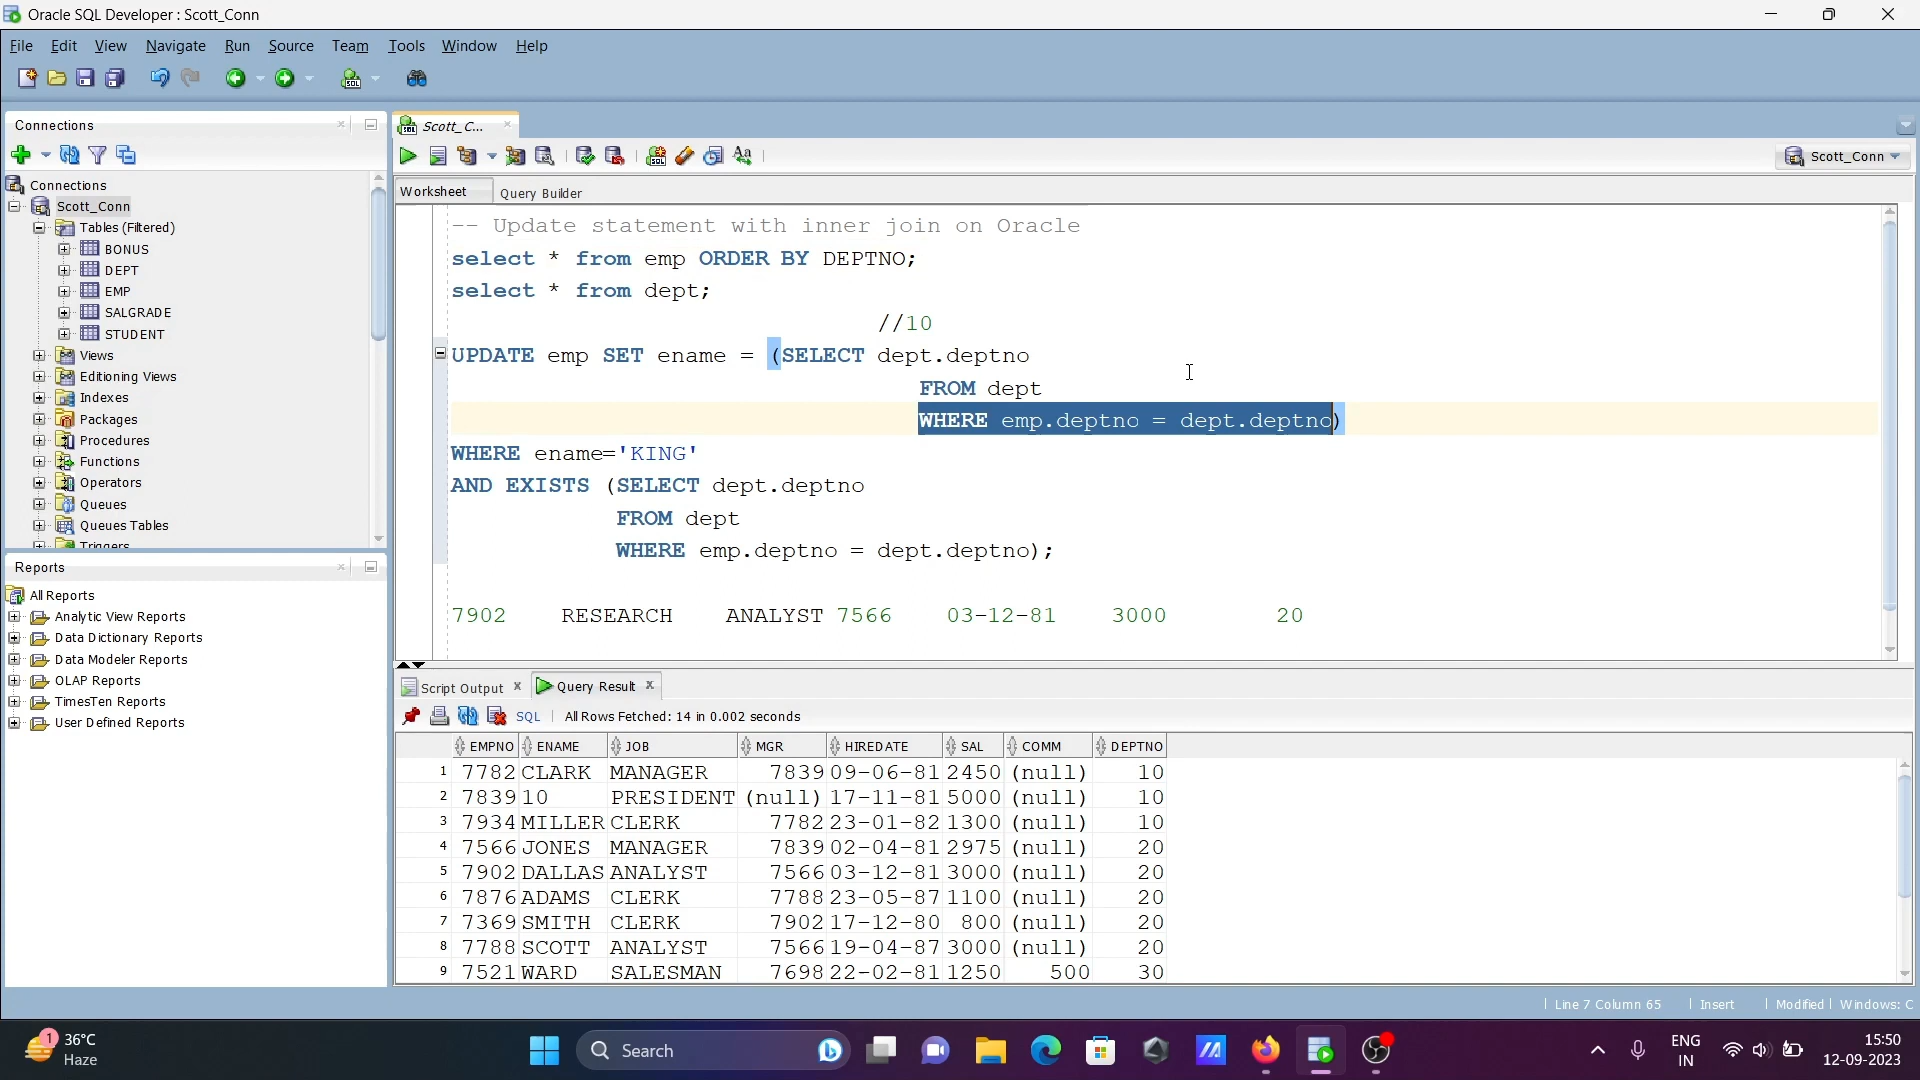 Oracle SQL Developer : Scott_Conn
File Edit View Navigate Run Source Team Tools Window Help
Connections
Connections
Scott_Conn
Tables (Filtered)
BONUS
DEPT
EMP
SALGRADE
STUDENT
Views
Editioning Views
Indexes
Packages
Procedures
Functions
Operators
Queues
Queues Tables
Triggers
Reports
All Reports
Analytic View Reports
Data Dictionary Reports
Data Modeler Reports
OLAP Reports
TimesTen Reports
User Defined Reports
Scott_C...
Scott_Conn
Worksheet Query Builder
-- Update statement with inner join on Oracle
select * from emp ORDER BY DEPTNO;
select * from dept;
//10
UPDATE emp SET ename = (SELECT dept.deptno
FROM dept
WHERE emp.deptno = dept.deptno)
WHERE ename='KING'
AND EXISTS (SELECT dept.deptno
FROM dept
WHERE emp.deptno = dept.deptno);
7902 RESEARCH ANALYST 7566 03-12-81 3000 20
Script Output Query Result
SQL All Rows Fetched: 14 in 0.002 seconds
EMPNO ENAME JOB MGR HIREDATE SAL COMM DEPTNO
1 7782 CLARK MANAGER 7839 09-06-81 2450 (null) 10
2 7839 10 PRESIDENT (null) 17-11-81 5000 (null) 10
3 7934 MILLER CLERK 7782 23-01-82 1300 (null) 10
4 7566 JONES MANAGER 7839 02-04-81 2975 (null) 20
5 7902 DALLAS ANALYST 7566 03-12-81 3000 (null) 20
6 7876 ADAMS CLERK 7788 23-05-87 1100 (null) 20
7 7369 SMITH CLERK 7902 17-12-80 800 (null) 20
8 7788 SCOTT ANALYST 7566 19-04-87 3000 (null) 20
9 7521 WARD SALESMAN 7698 22-02-81 1250 500 30
Line 7 Column 65 Insert Modified Windows: C
1 36°C
Haze
Search
ENG
IN
15:50
12-09-2023